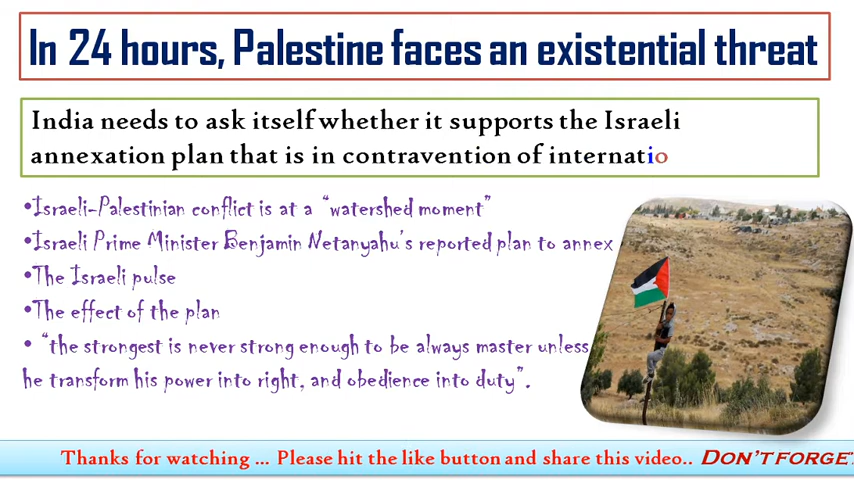 In 24 hours, Palestine faces an existential threat
India needs to ask itself whether it supports the Israeli
annexation plan that is in contravention of internatio
•Israeli-Palestinian conflict is at a “watershed moment”
•Israeli Prime Minister Benjamin Netanyahu’s reported plan to annex
•The Israeli pulse
•The effect of the plan
• “the strongest is never strong enough to be always master unless
he transform his power into right, and obedience into duty”.
Thanks for watching ... Please hit the like button and share this video.. DON’T FORGET